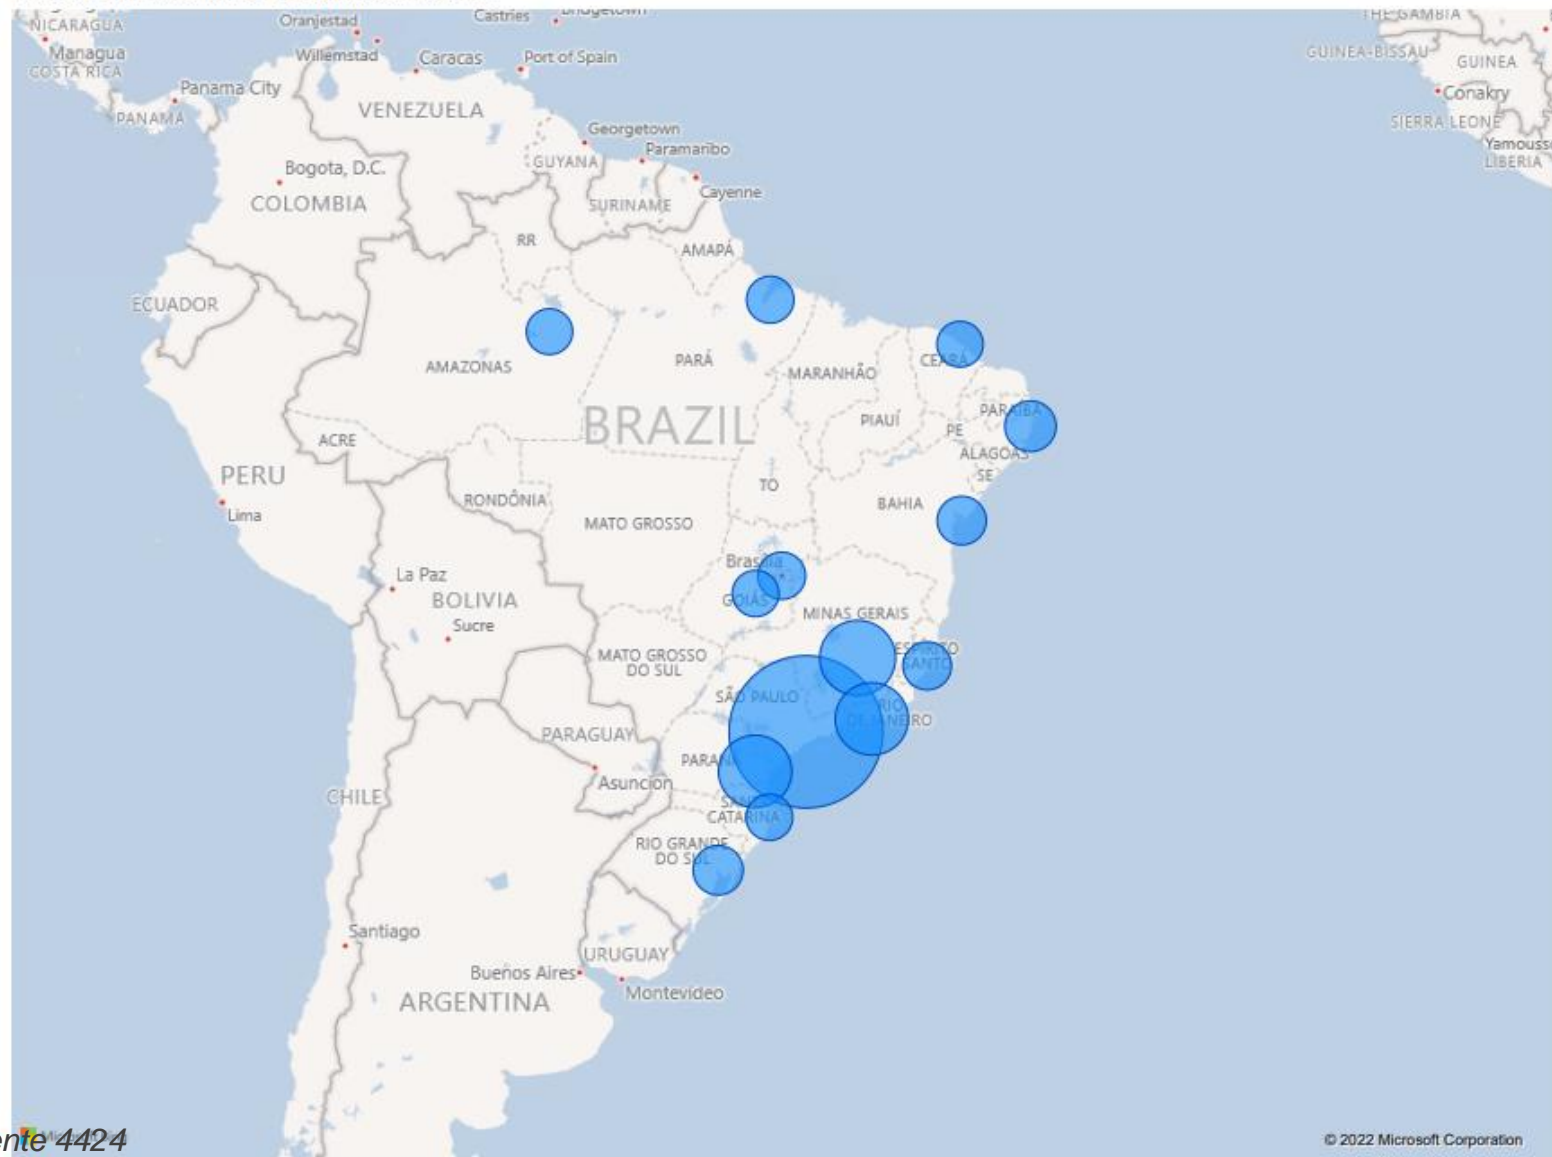 NICARAGUA
Oranjestad
Castries
Managua
COSTA RICA
Willemstad
Caracas
Port of Spain
THE GAMBIA
GUINEA-BISSAU
GUINEA
Panama City
PANAMA
VENEZUELA
Conakry
SIERRA LEONE
Georgetown
Paramaribo
GUYANA
LIBERIA
Bogota, D.C.
COLOMBIA
SURINAME
Cayenne
RR
AMAPÁ
ECUADOR
AMAZONAS
PARÁ
MARANHÃO
CEARÁ
BRAZIL
PIAUÍ
PARAÍBA
PE
ACRE
ALAGOAS
SE
PERU
Lima
TO
RONDÔNIA
MATO GROSSO
BAHIA
La Paz
BOLIVIA
Sucre
Brasília
GOIÁS
MINAS GERAIS
MATO GROSSO
DO SUL
ESPÍRITO
SANTO
SÃO PAULO
RIO
DE JANEIRO
PARAGUAY
PARANÁ
Asunción
CHILE
SANTA
CATARINA
RIO GRANDE
DO SUL
Santiago
URUGUAY
Buenos Aires
Montevideo
ARGENTINA
ente 4424
© 2022 Microsoft Corporation